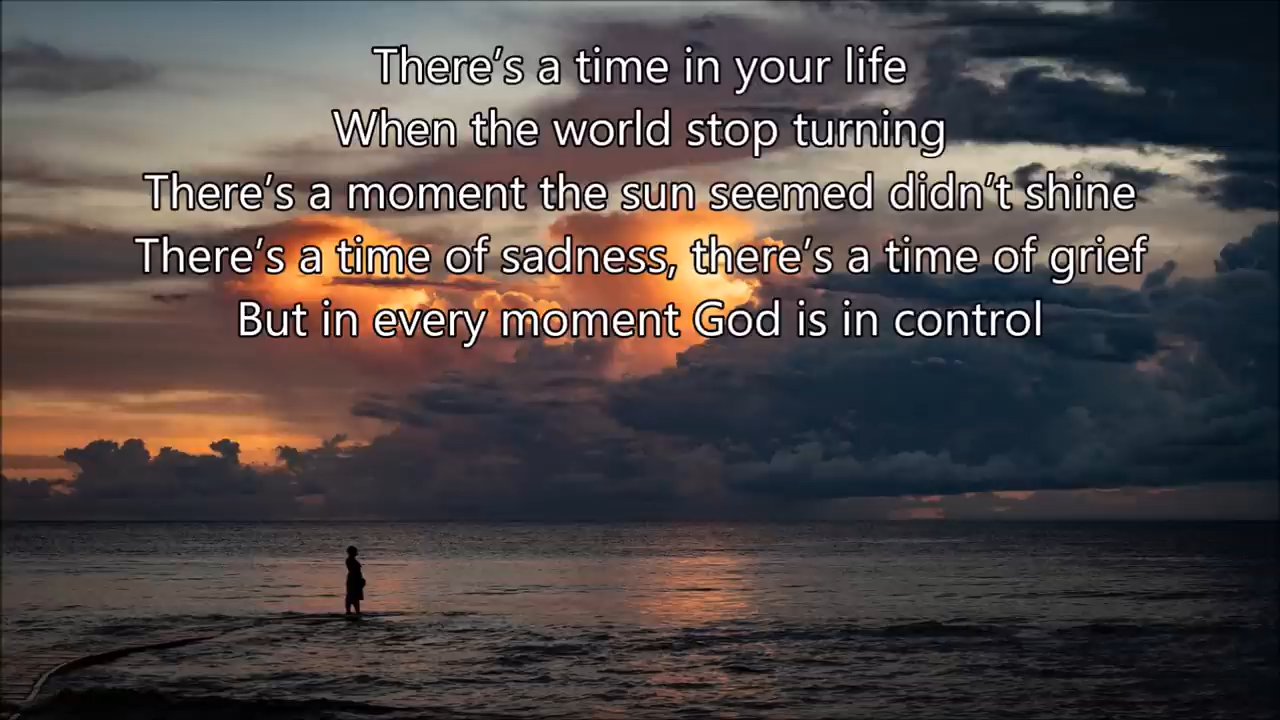 There's a time in your life
When the world stop turning
There's a moment the sun seemed didn't shine
There's a time of sadness, there's a time of grief
But in every moment God is in control